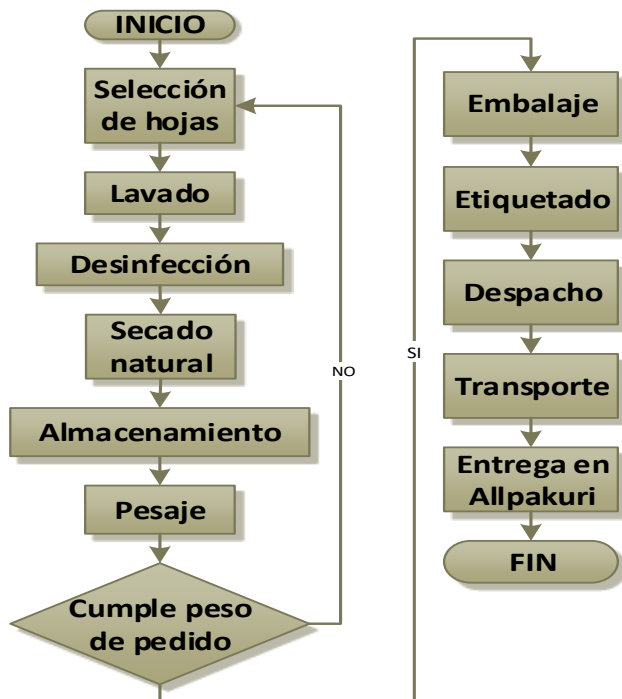 INICIO
Selección
de hojas
Lavado
Desinfección
Secado
natural
Almacenamiento
Pesaje
Cumple peso
de pedido
NO
SI
Embalaje
Etiquetado
Despacho
Transporte
Entrega en
Allpakuri
FIN